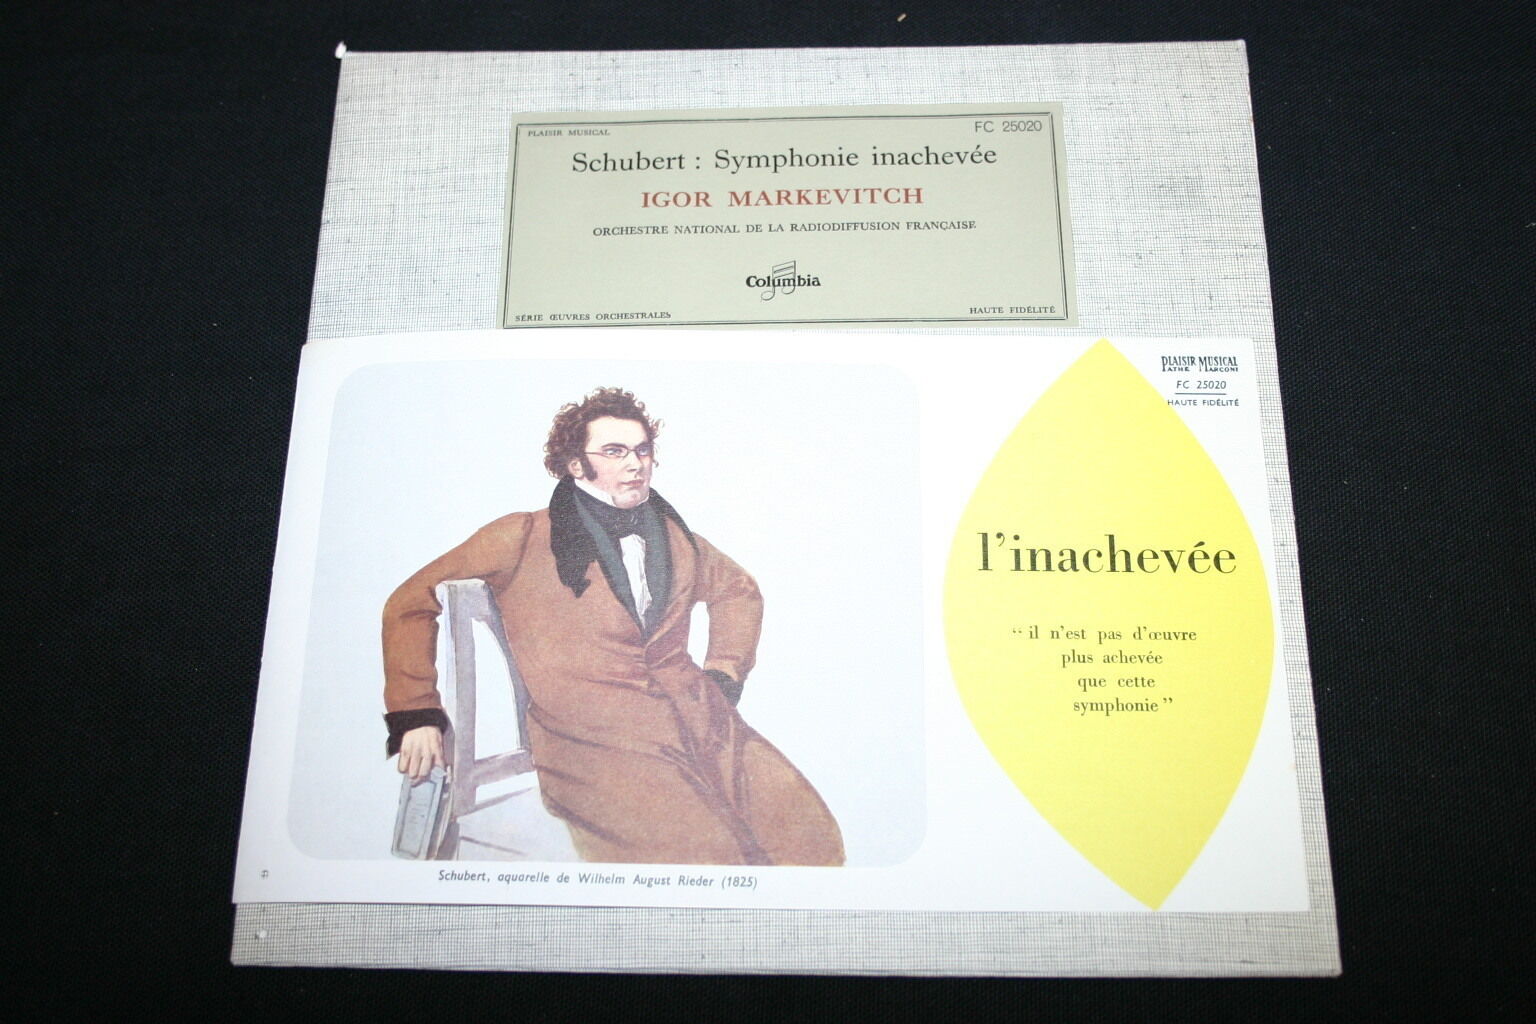 PLAISIR MUSICAL
FC 25020
Schubert : Symphonie inachevée
IGOR MARKEVITCH
ORCHESTRE NATIONAL DE LA RADIODIFFUSION FRANÇAISE
Columbia
SÉRIE ŒUVRES ORCHESTRALES
HAUTE FIDÉLITÉ
PLAISIR MUSICAL
PATHÉ MARCONI
FC 25020
HAUTE FIDÉLITÉ
l'inachevée
“ il n'est pas d'œuvre
plus achevée
que cette
symphonie ”
Schubert, aquarelle de Wilhelm August Rieder (1825)